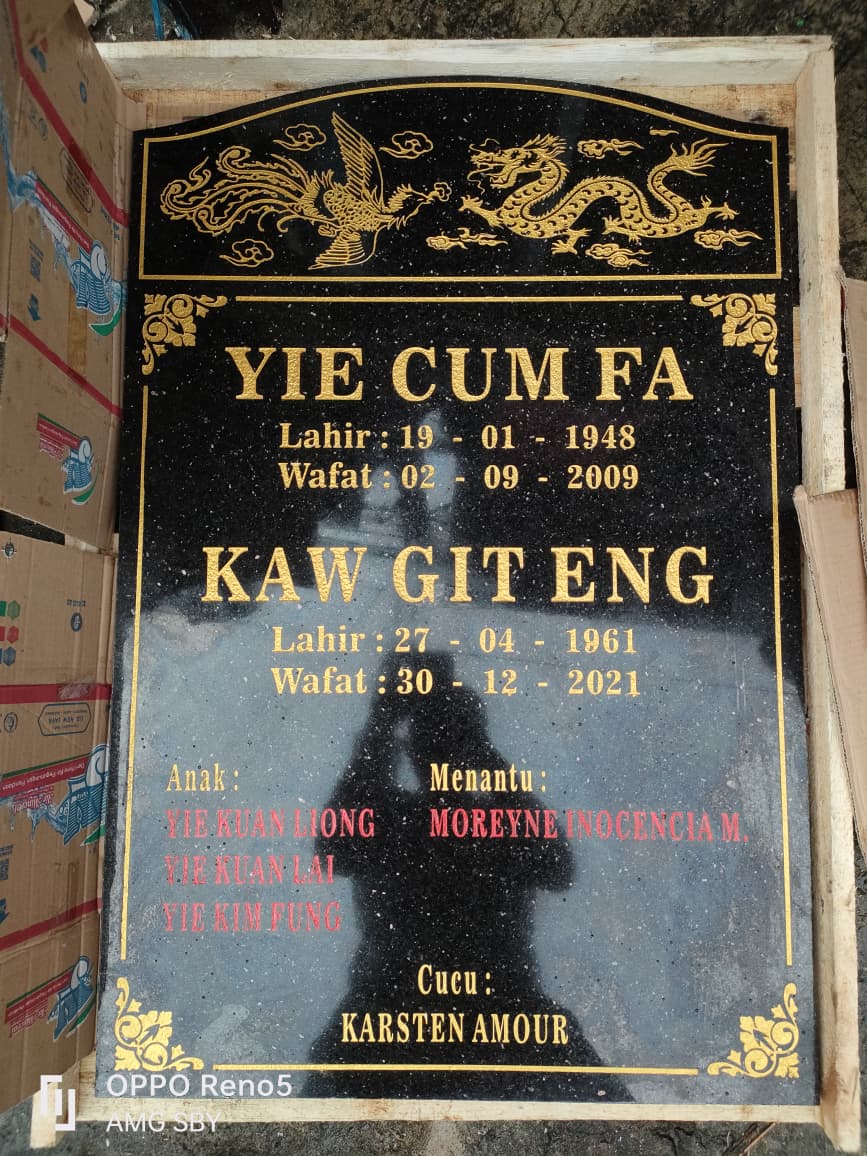 YIE CUM FA
Lahir : 19 - 01 - 1948
Wafat : 02 - 09 - 2009
KAW GIT ENG
Lahir : 27 - 04 - 1961
Wafat : 30 - 12 - 2021
Anak :
YIE KUAN LIONG
YIE KUAN LAI
YIE KIM FUNG
Menantu :
MOREYNE INOCENCIA M.
Cucu :
KARSTEN AMOUR
OPPO Reno5
AMG SBY